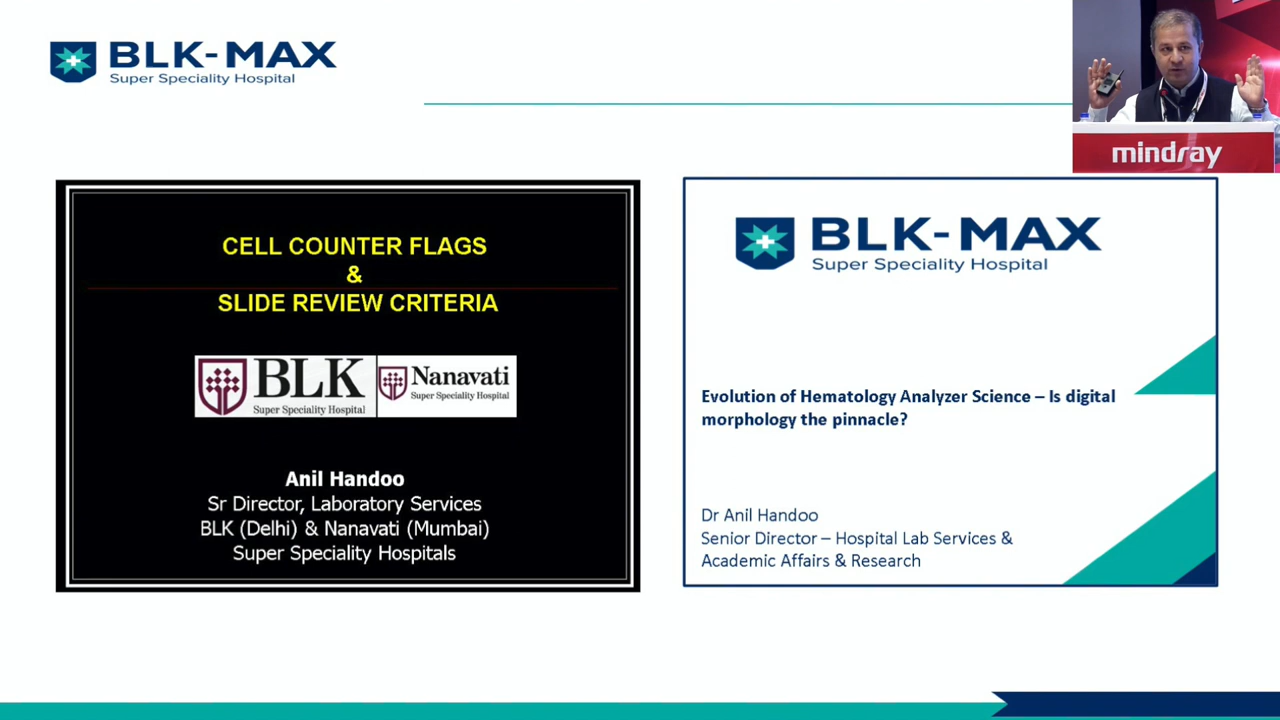 BLK-MAX
Super Speciality Hospital
mindray
CELL COUNTER FLAGS
&
SLIDE REVIEW CRITERIA
BLK
Super Speciality Hospital
Nanavati
Super Speciality Hospital
Anil Handoo
Sr Director, Laboratory Services
BLK (Delhi) & Nanavati (Mumbai)
Super Speciality Hospitals
BLK-MAX
Super Speciality Hospital
Evolution of Hematology Analyzer Science – Is digital
morphology the pinnacle?
Dr Anil Handoo
Senior Director – Hospital Lab Services &
Academic Affairs & Research